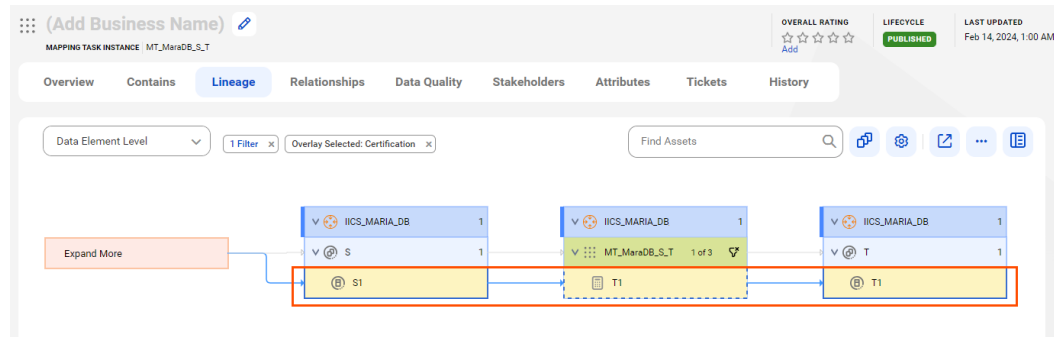 (Add Business Name)
MAPPING TASK INSTANCE MT_MaraDB_S_T
OVERALL RATING
Add
LIFECYCLE
PUBLISHED
LAST UPDATED
Feb 14, 2024, 1:00 AM
Overview Contains Lineage Relationships Data Quality Stakeholders Attributes Tickets History
Data Element Level 1 Filter × Overlay Selected: Certification × Find Assets
IICS_MARIA_DB 1 IICS_MARIA_DB 1 IICS_MARIA_DB 1
Expand More S 1 MT_MaraDB_S_T 1 of 3 T 1
S1 T1 T1